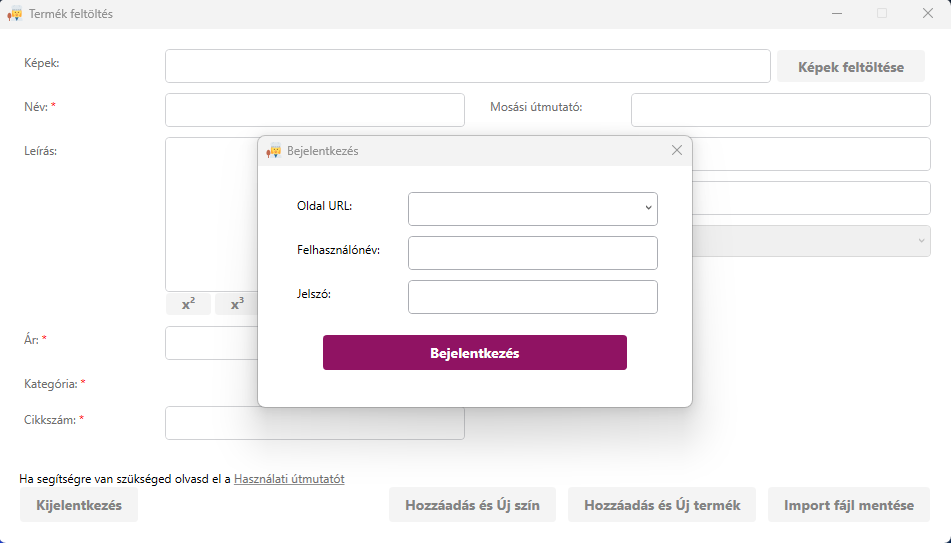 Termék feltöltés
Képek:
Képek feltöltése
Név: *
Mosási útmutató:
Leírás:
Bejelentkezés
Oldal URL:
Felhasználónév:
Jelszó:
Bejelentkezés
x²
x³
Ár: *
Kategória: *
Cikkszám: *
Ha segítségre van szükséged olvasd el a Használati útmutatót
Kijelentkezés
Hozzáadás és Új szín
Hozzáadás és Új termék
Import fájl mentése